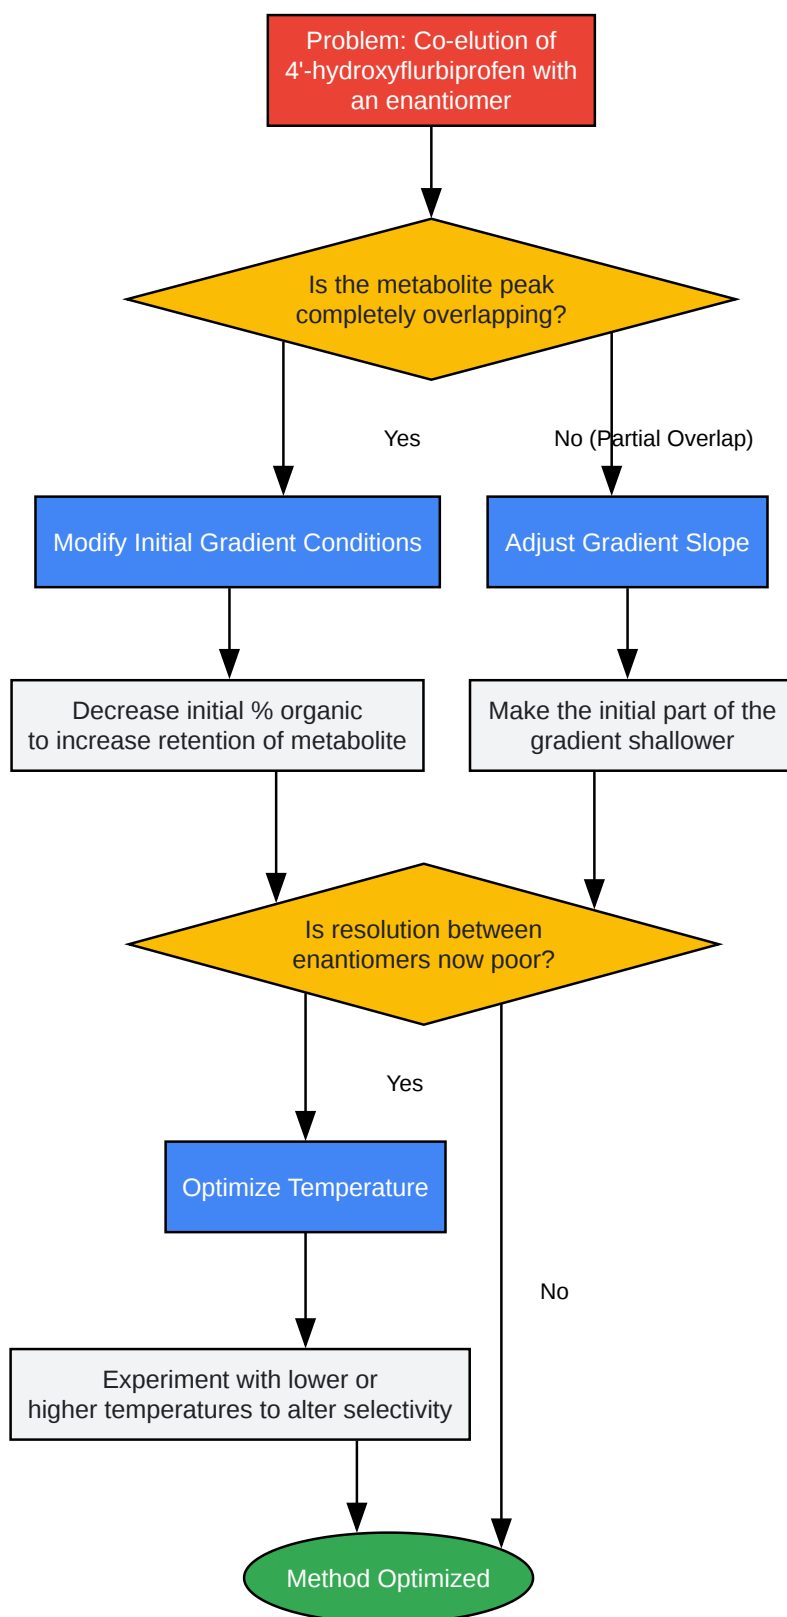 Problem: Co-elution of
4'-hydroxyflurbiprofen with
an enantiomer
Is the metabolite peak
completely overlapping?
Yes
No (Partial Overlap)
Modify Initial Gradient Conditions
Adjust Gradient Slope
Decrease initial % organic
to increase retention of metabolite
Make the initial part of the
gradient shallower
Is resolution between
enantiomers now poor?
Yes
Optimize Temperature
No
Experiment with lower or
higher temperatures to alter selectivity
Method Optimized